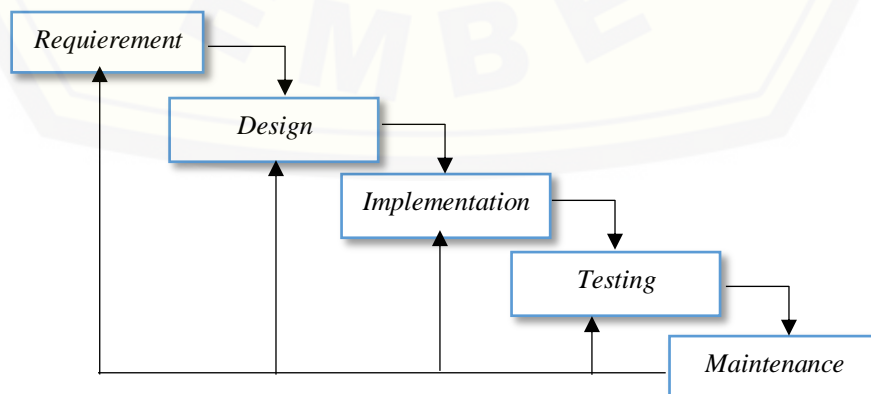 Requierement
Design
Implementation
Testing
Maintenance